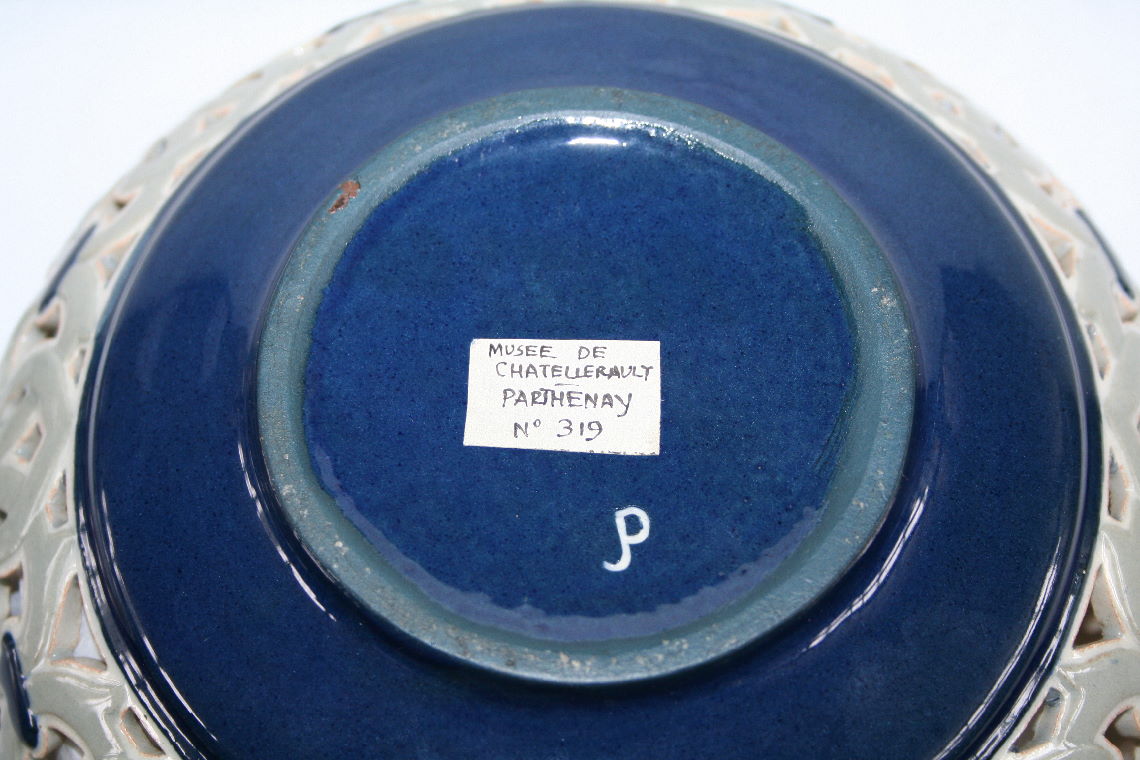 MUSEE DE
CHATELLERAULT
PARTHENAY
N° 319
P